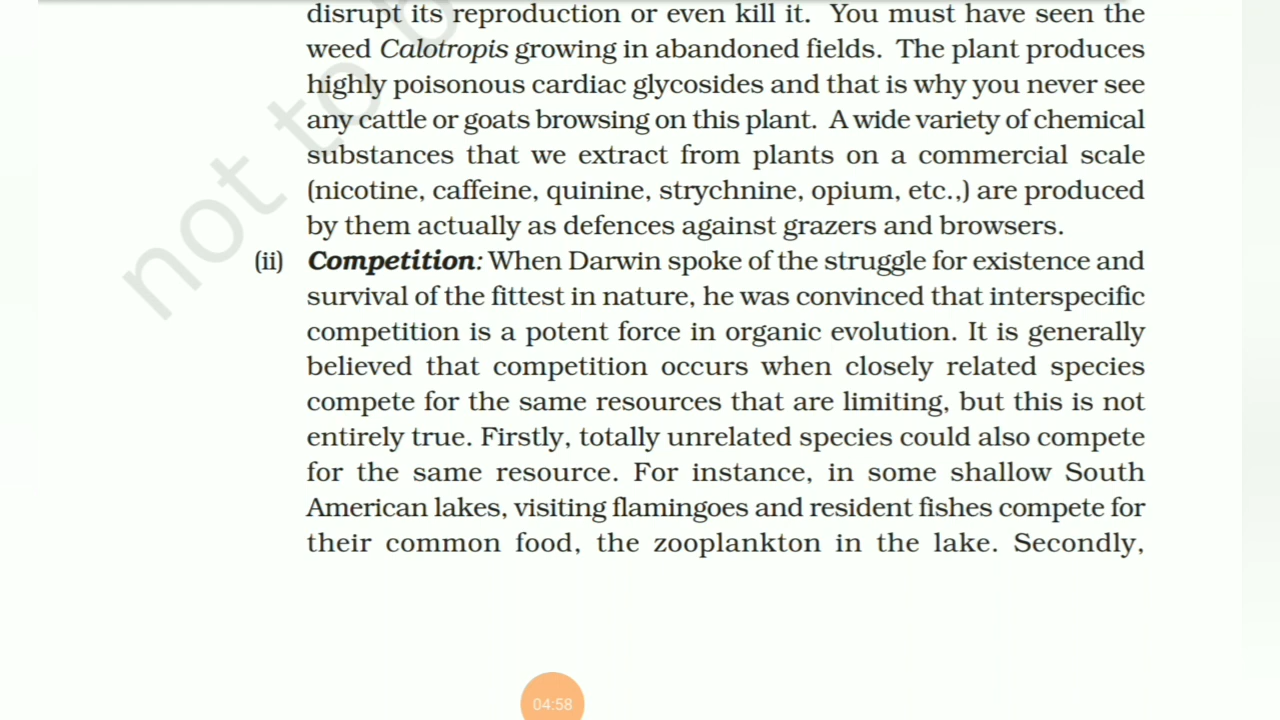 disrupt its reproduction or even kill it. You must have seen the
weed Calotropis growing in abandoned fields. The plant produces
highly poisonous cardiac glycosides and that is why you never see
any cattle or goats browsing on this plant. A wide variety of chemical
substances that we extract from plants on a commercial scale
(nicotine, caffeine, quinine, strychnine, opium, etc.,) are produced
by them actually as defences against grazers and browsers.
(ii) Competition: When Darwin spoke of the struggle for existence and
survival of the fittest in nature, he was convinced that interspecific
competition is a potent force in organic evolution. It is generally
believed that competition occurs when closely related species
compete for the same resources that are limiting, but this is not
entirely true. Firstly, totally unrelated species could also compete
for the same resource. For instance, in some shallow South
American lakes, visiting flamingoes and resident fishes compete for
their common food, the zooplankton in the lake. Secondly,
not to b
04:58